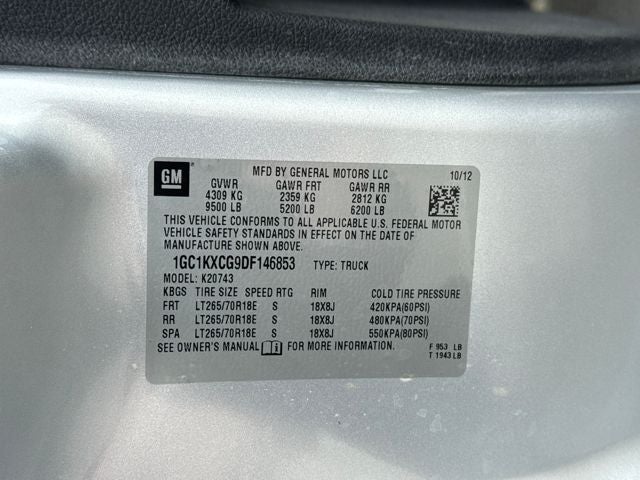 GM
MFD BY GENERAL MOTORS LLC 10/12
GVWR GAWR FRT GAWR RR
4309 KG 2359 KG 2812 KG
9500 LB 5200 LB 6200 LB
THIS VEHICLE CONFORMS TO ALL APPLICABLE U.S. FEDERAL MOTOR
VEHICLE SAFETY STANDARDS IN EFFECT ON THE DATE OF
MANUFACTURE SHOWN ABOVE.
1GC1KXCG9DF146853 TYPE: TRUCK
MODEL: K20743
KBGS TIRE SIZE SPEED RTG RIM COLD TIRE PRESSURE
FRT LT265/70R18E S 18X8J 420KPA(60PSI)
RR LT265/70R18E S 18X8J 480KPA(70PSI)
SPA LT265/70R18E S 18X8J 550KPA(80PSI)
SEE OWNER'S MANUAL FOR MORE INFORMATION. F 953 LB
T 1943 LB